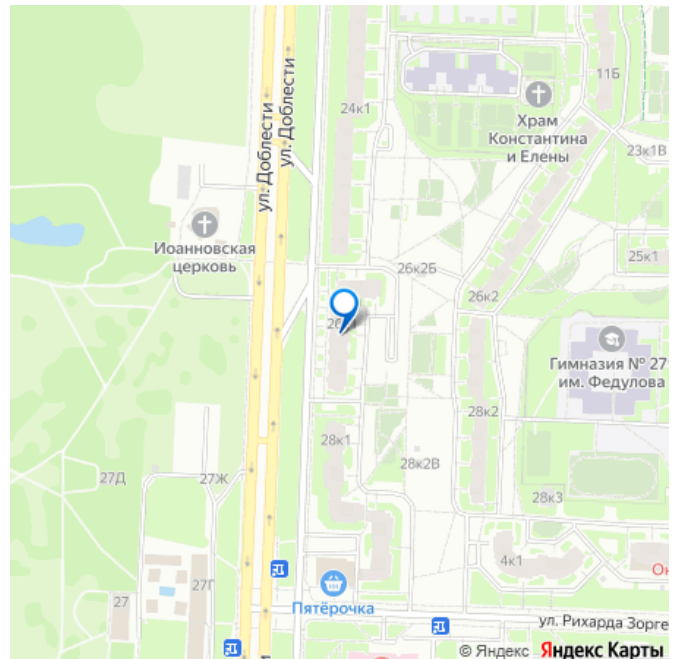 ул. Доблести
ул. Доблести
24к1
11Б
Храм
Константина
и Елены
23к1В
Иоанновская
церковь
26к2Б
25к1
26к2
Гимназия № 27
им. Федулова
28к2
28к1
27Д
27Ж
28к2В
28к3
4к1
27Г
27
Пятёрочка
ул. Рихарда Зорге
© Яндекс Яндекс Карты